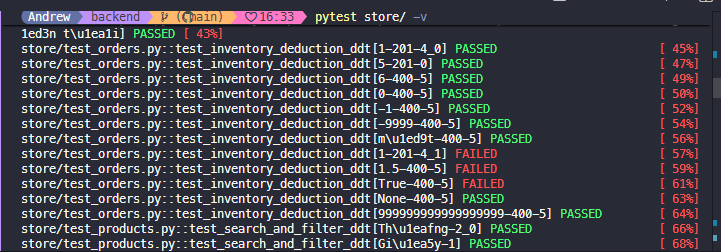 Andrew backend (main) 16:33 pytest store/ -v
1ed3n t\u1ea1i] PASSED [ 43%]
store/test_orders.py::test_inventory_deduction_ddt[1-201-4_0] PASSED [ 45%]
store/test_orders.py::test_inventory_deduction_ddt[5-201-0] PASSED [ 47%]
store/test_orders.py::test_inventory_deduction_ddt[6-400-5] PASSED [ 49%]
store/test_orders.py::test_inventory_deduction_ddt[0-400-5] PASSED [ 50%]
store/test_orders.py::test_inventory_deduction_ddt[-1-400-5] PASSED [ 52%]
store/test_orders.py::test_inventory_deduction_ddt[-9999-400-5] PASSED [ 54%]
store/test_orders.py::test_inventory_deduction_ddt[m\u1ed9t-400-5] PASSED [ 56%]
store/test_orders.py::test_inventory_deduction_ddt[1-201-4_1] FAILED [ 57%]
store/test_orders.py::test_inventory_deduction_ddt[1.5-400-5] FAILED [ 59%]
store/test_orders.py::test_inventory_deduction_ddt[True-400-5] FAILED [ 61%]
store/test_orders.py::test_inventory_deduction_ddt[None-400-5] PASSED [ 63%]
store/test_orders.py::test_inventory_deduction_ddt[999999999999999999-400-5] PASSED [ 64%]
store/test_products.py::test_search_and_filter_ddt[Th\u1eafng-2_0] PASSED [ 66%]
store/test_products.py::test_search_and_filter_ddt[Gi\u1ea5y-1] PASSED [ 68%]